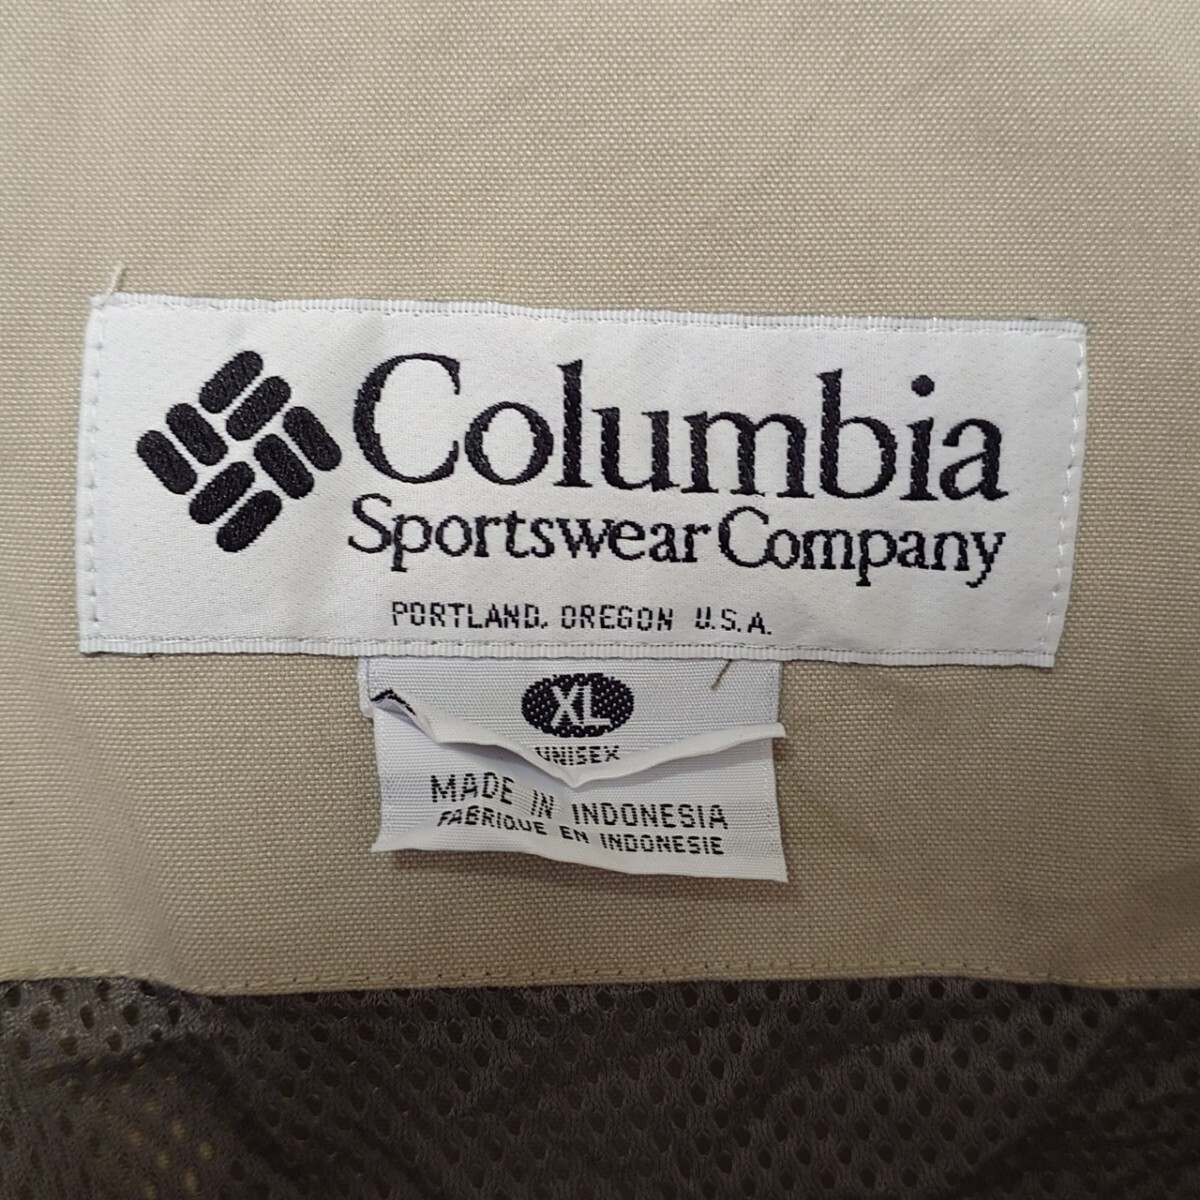 Columbia
Sportswear Company
PORTLAND, OREGON U.S.A.
XL
UNISEX
MADE IN INDONESIA
FABRIQUE EN INDONESIE